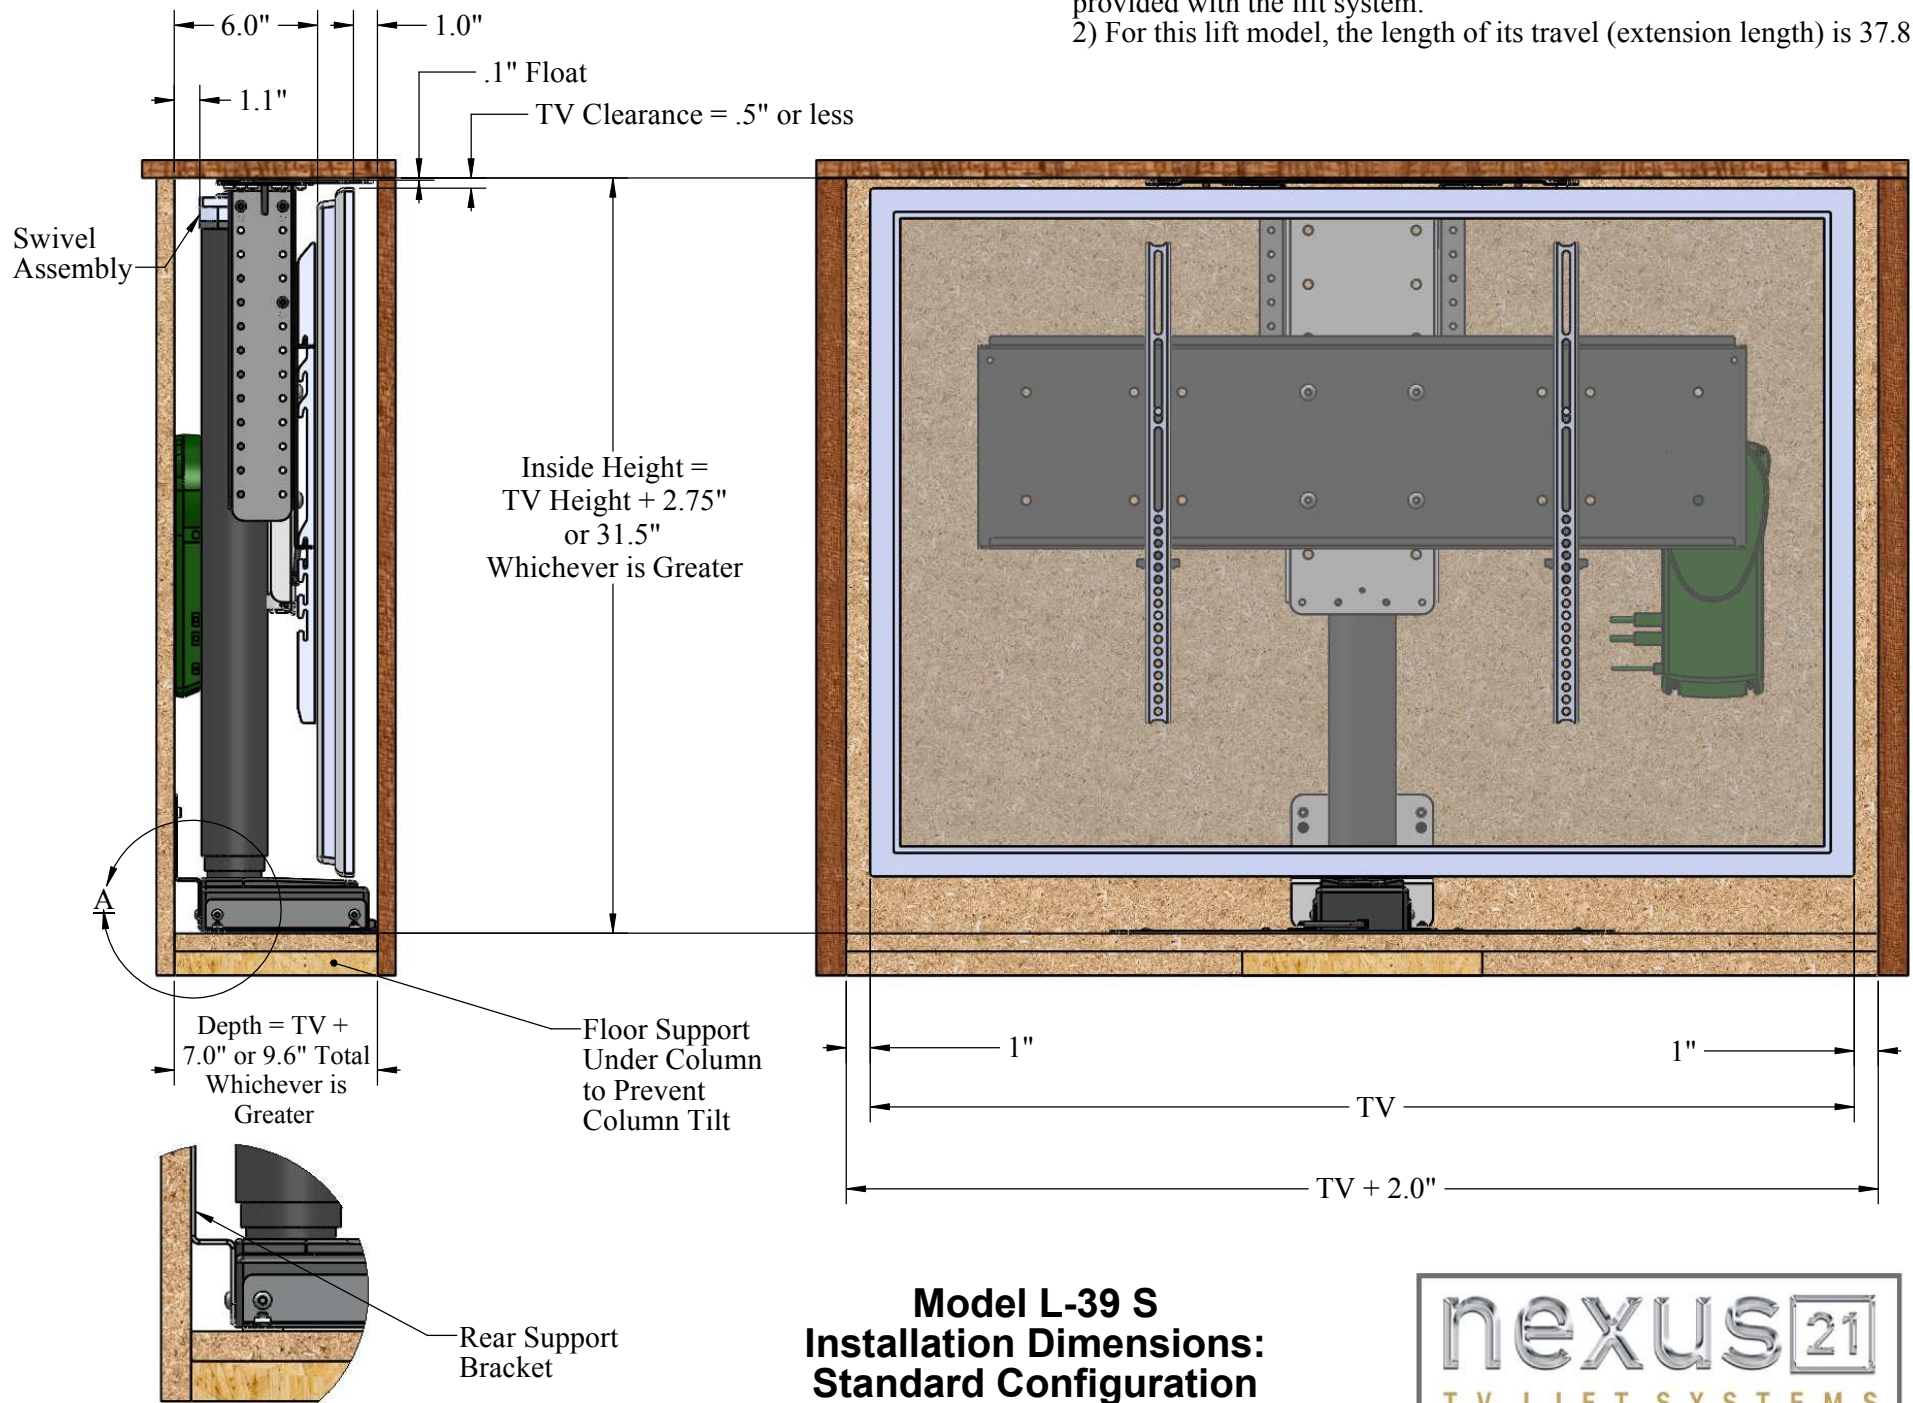 provided with the lift system.
2) For this lift model, the length of its travel (extension length) is 37.8
6.0"
1.0"
.1" Float
1.1"
TV Clearance = .5" or less
Swivel
Assembly
Inside Height =
TV Height + 2.75"
or 31.5"
Whichever is Greater
A
Depth = TV +
7.0" or 9.6" Total
Whichever is
Greater
Floor Support
Under Column
to Prevent
Column Tilt
1"
1"
TV
TV + 2.0"
Rear Support
Bracket
Model L-39 S
Installation Dimensions:
Standard Configuration
nexus 21
TV LIFT SYSTEMS